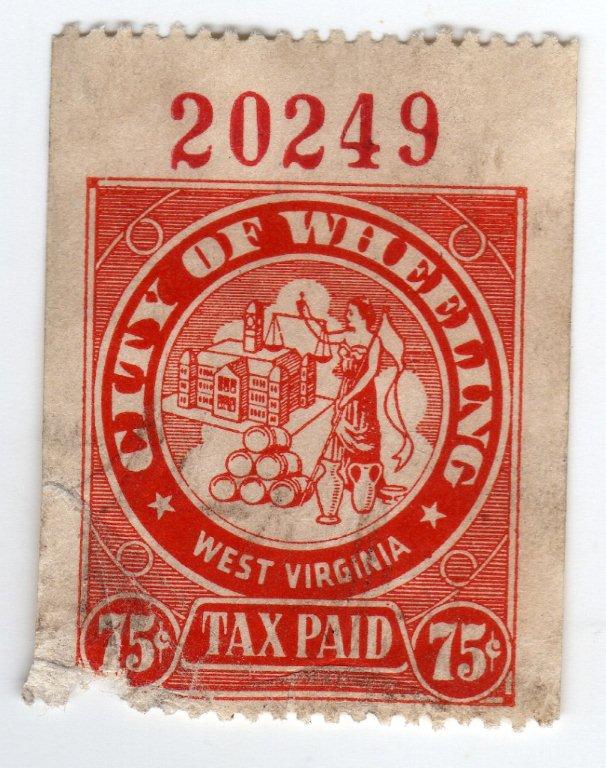 20249
CITY OF WHEELING
WEST VIRGINIA
75¢ TAX PAID 75¢